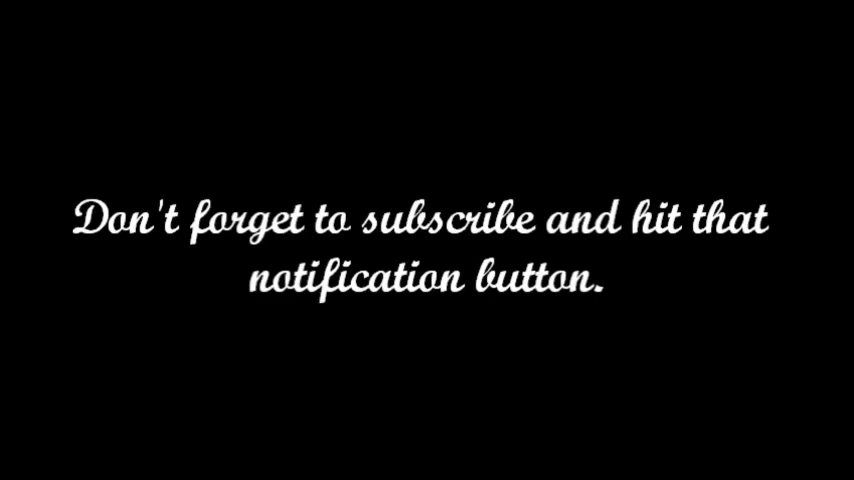 Don't forget to subscribe and hit that
notification button.